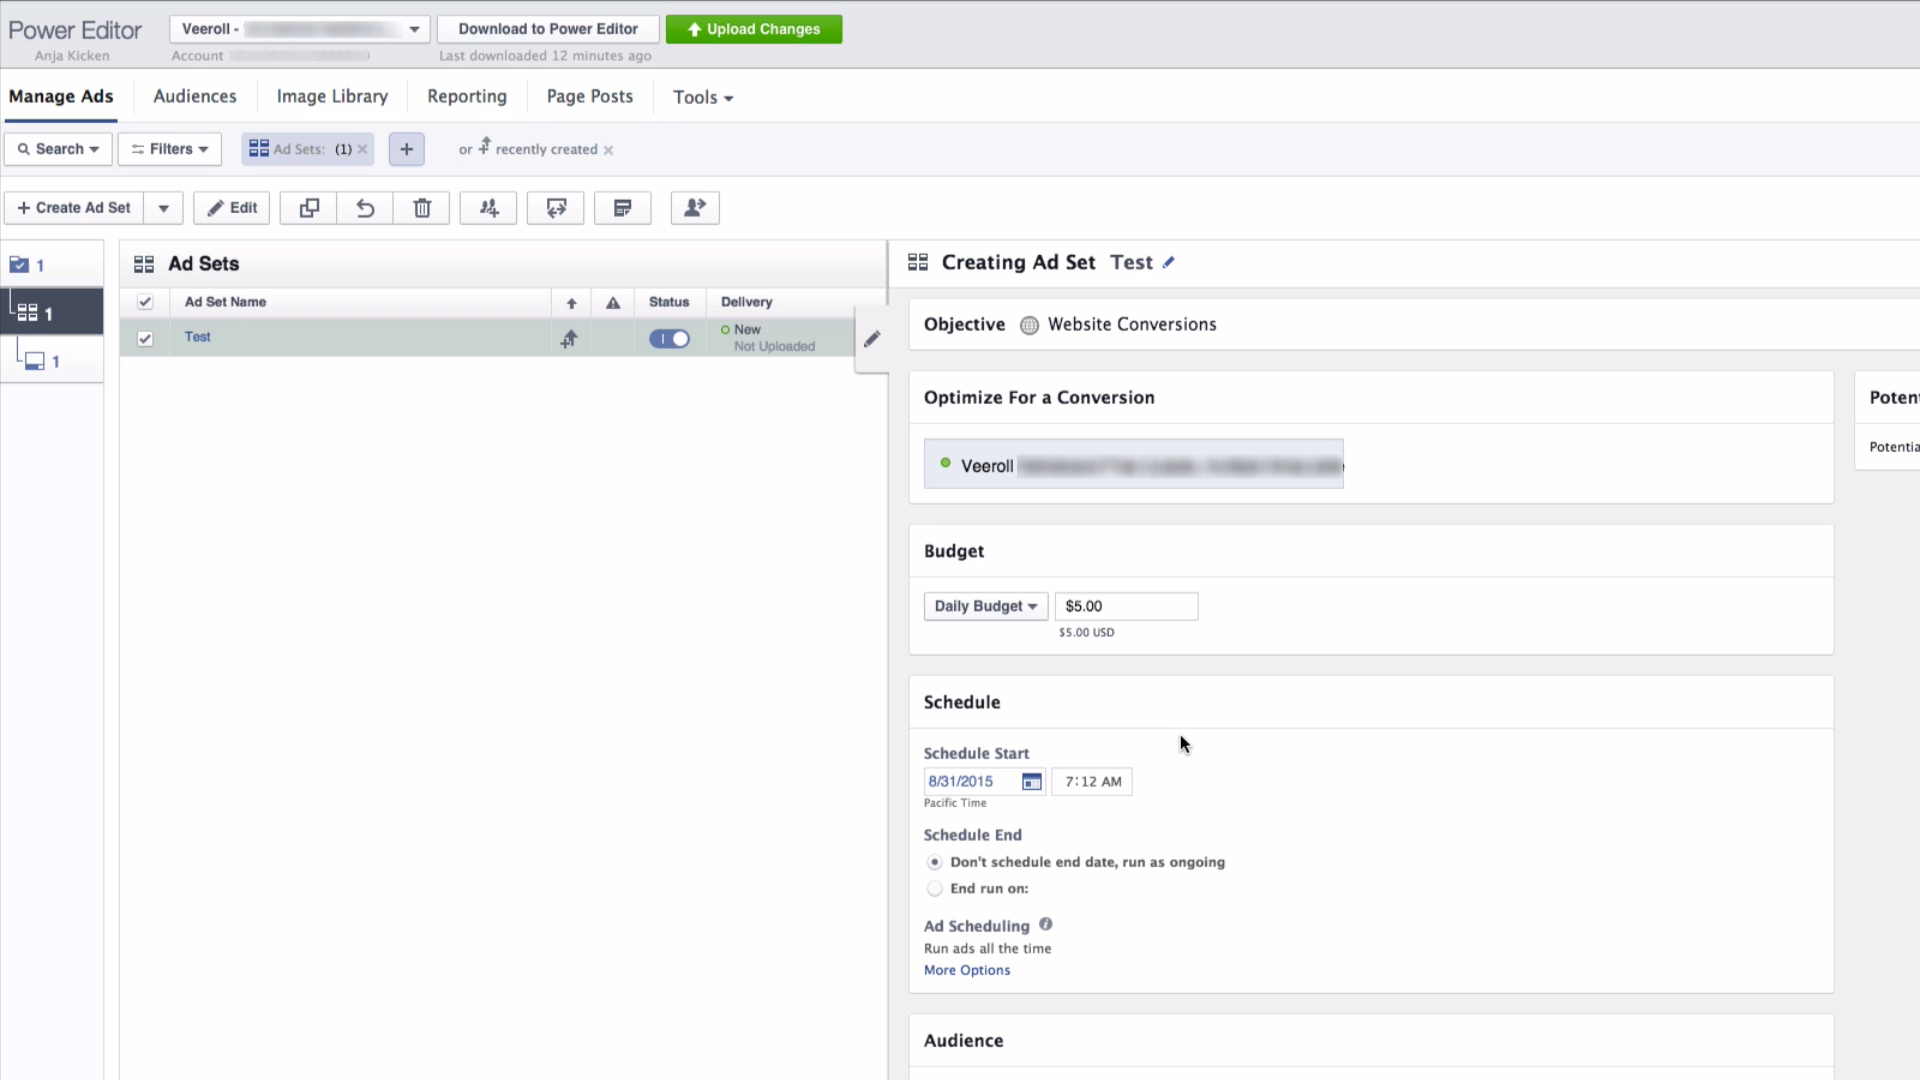 Power Editor
Anja Kicken
Veeroll -
Account
Download to Power Editor
Last downloaded 12 minutes ago
Upload Changes
Manage Ads
Audiences
Image Library
Reporting
Page Posts
Tools
Search
Filters
Ad Sets: (1)
+
or recently created
+ Create Ad Set
Edit
1
1
1
Ad Sets
Ad Set Name
Status
Delivery
Test
New
Not Uploaded
Creating Ad Set Test
Objective Website Conversions
Optimize For a Conversion
Veeroll
Poten
Potentia
Budget
Daily Budget
$5.00
$5.00 USD
Schedule
Schedule Start
8/31/2015
7:12 AM
Pacific Time
Schedule End
Don't schedule end date, run as ongoing
End run on:
Ad Scheduling
Run ads all the time
More Options
Audience